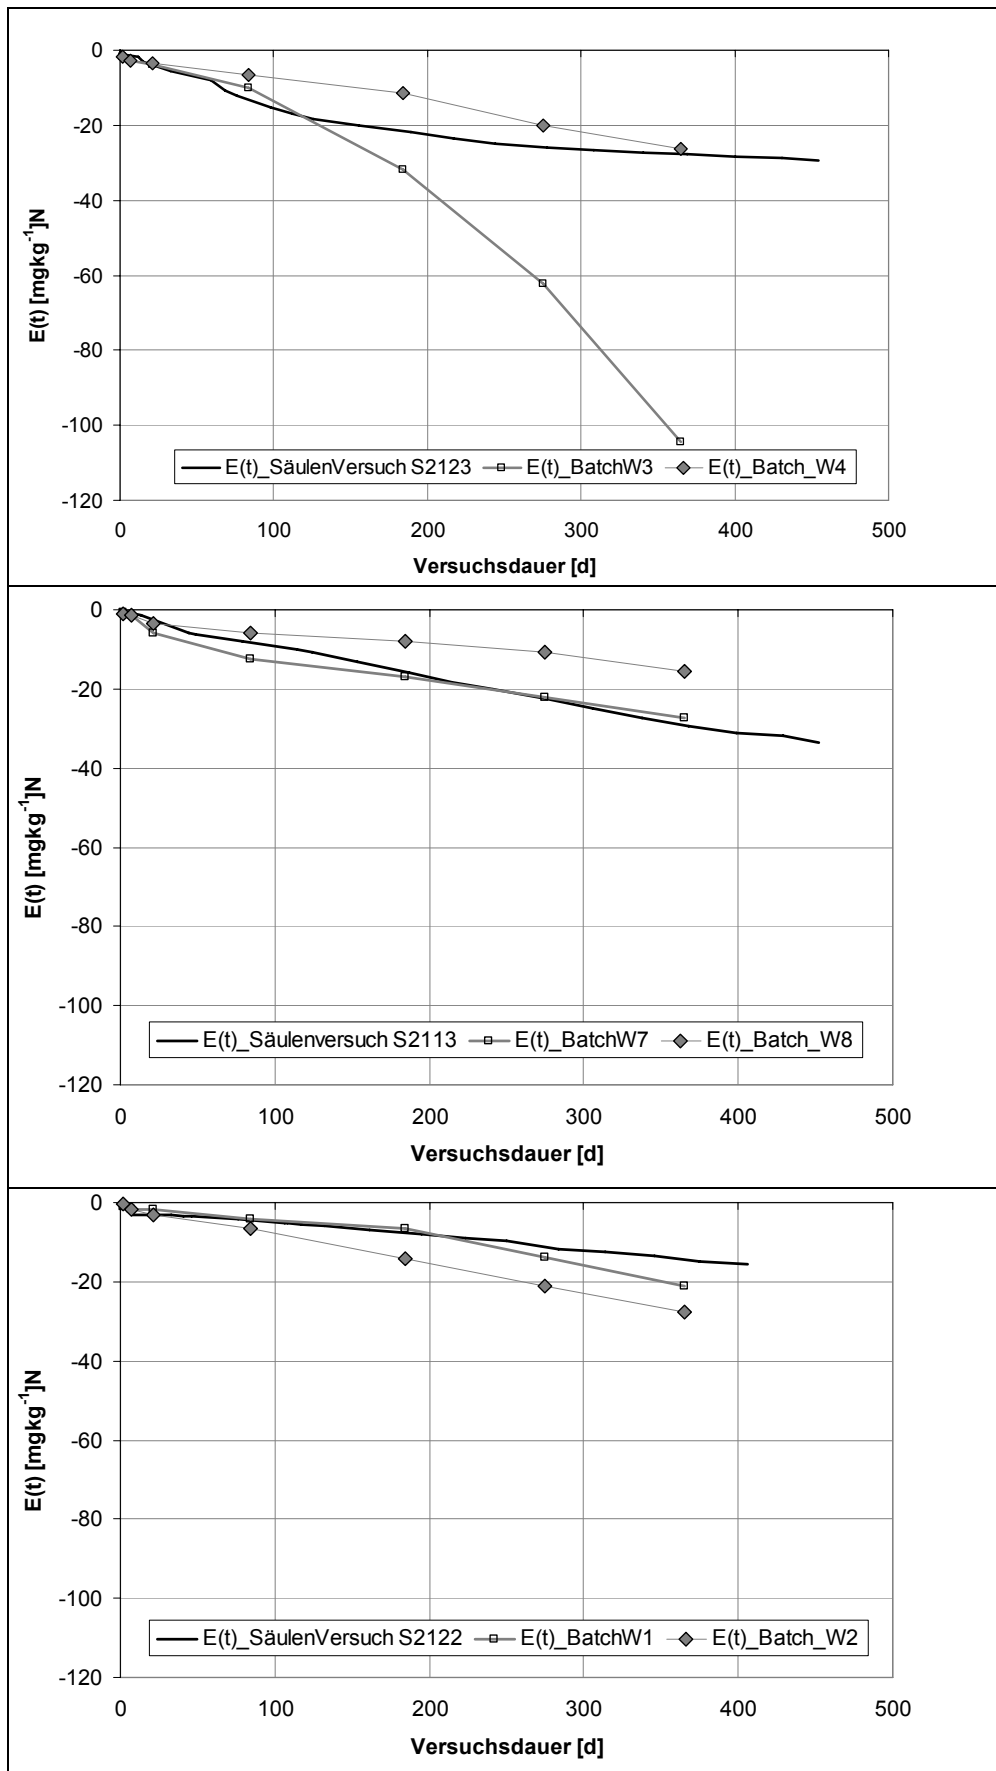 0
-20
-40
-60
-80
-100
-120
E(t) [mgkg-1]N
E(t)_SäulenVersuch S2123 E(t)_BatchW3 E(t)_Batch_W4
0 100 200 300 400 500
Versuchsdauer [d]
0
-20
-40
-60
-80
-100
-120
E(t) [mgkg-1]N
E(t)_Säulenversuch S2113 E(t)_BatchW7 E(t)_Batch_W8
0 100 200 300 400 500
Versuchsdauer [d]
0
-20
-40
-60
-80
-100
-120
E(t) [mgkg-1]N
E(t)_SäulenVersuch S2122 E(t)_BatchW1 E(t)_Batch_W2
0 100 200 300 400 500
Versuchsdauer [d]